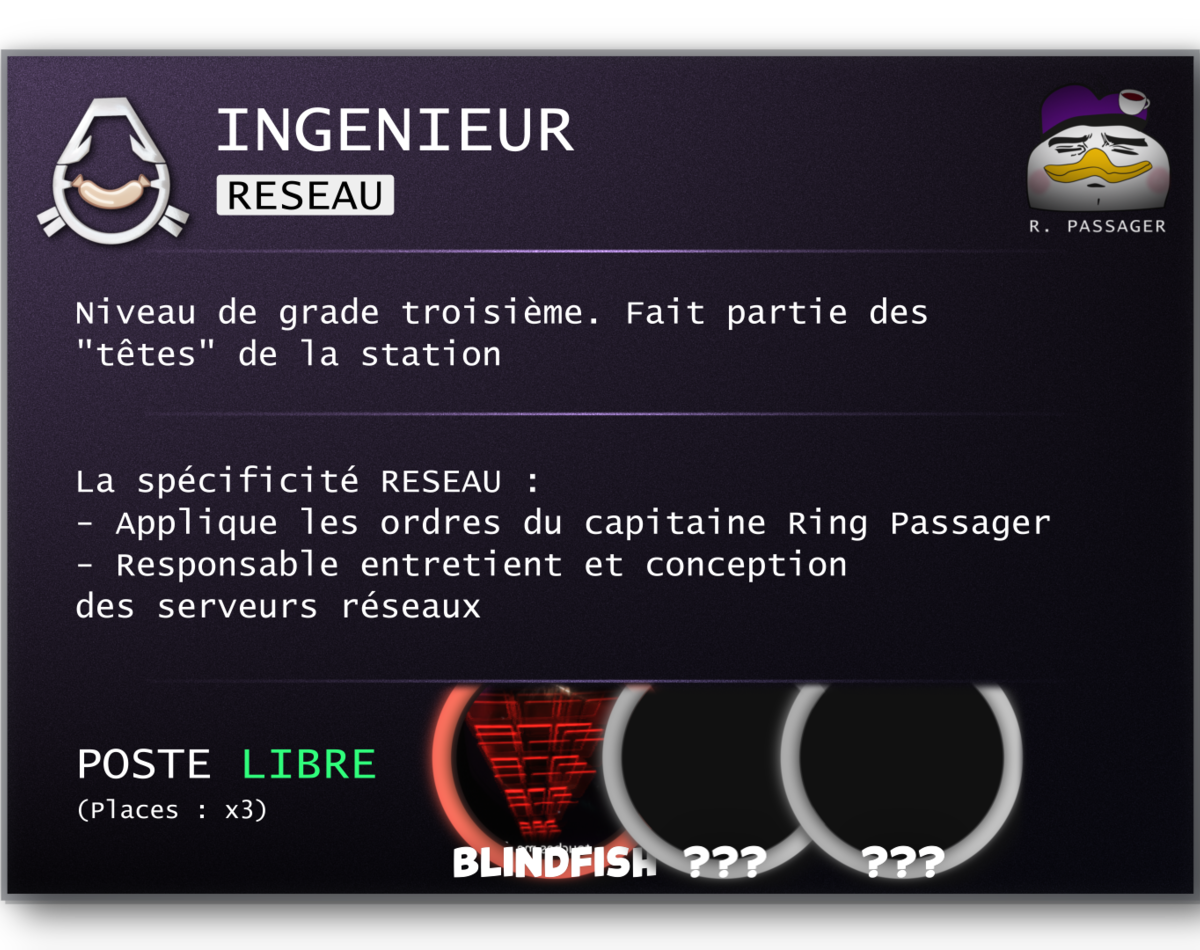 INGENIEUR
RESEAU
R. PASSAGER
Niveau de grade troisième. Fait partie des
"têtes" de la station
La spécificité RESEAU :
- Applique les ordres du capitaine Ring Passager
- Responsable entretient et conception
des serveurs réseaux
POSTE LIBRE
(Places : x3)
BLINDFISH ??? ???